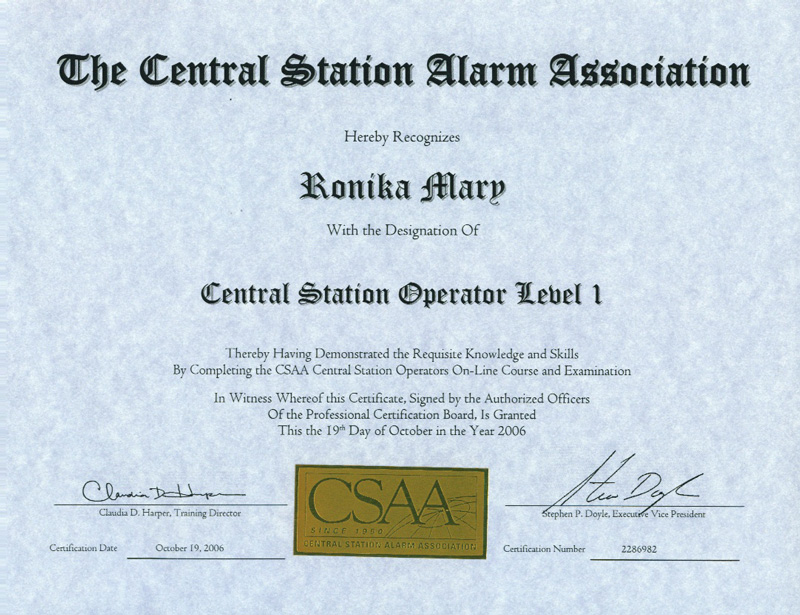 The Central Station Alarm Association
Hereby Recognizes
Ronika Mary
With the Designation Of
Central Station Operator Level 1
Thereby Having Demonstrated the Requisite Knowledge and Skills
By Completing the CSAA Central Station Operators On-Line Course and Examination
In Witness Whereof this Certificate, Signed by the Authorized Officers
Of the Professional Certification Board, Is Granted
This the 19th Day of October in the Year 2006
Claudia D. Harper
Claudia D. Harper, Training Director
Certification Date October 19, 2006
CSAA
SINCE 1950
CENTRAL STATION ALARM ASSOCIATION
Steve Doyle
Stephen P. Doyle, Executive Vice President
Certification Number 2286982